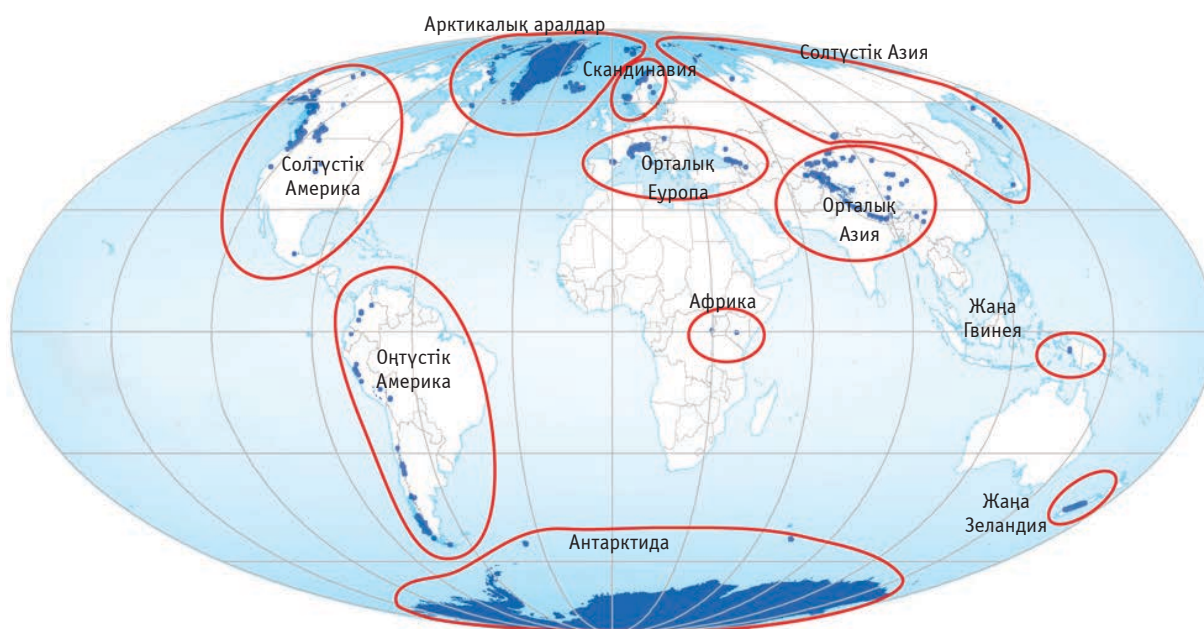 Арктикалық аралдар
Солтүстік Азия
Скандинавия
Солтүстік
Америка
Орталық
Еуропа
Орталық
Азия
Африка
Жаңа
Гвинея
Оңтүстік
Америка
Жаңа
Зеландия
Антарктида